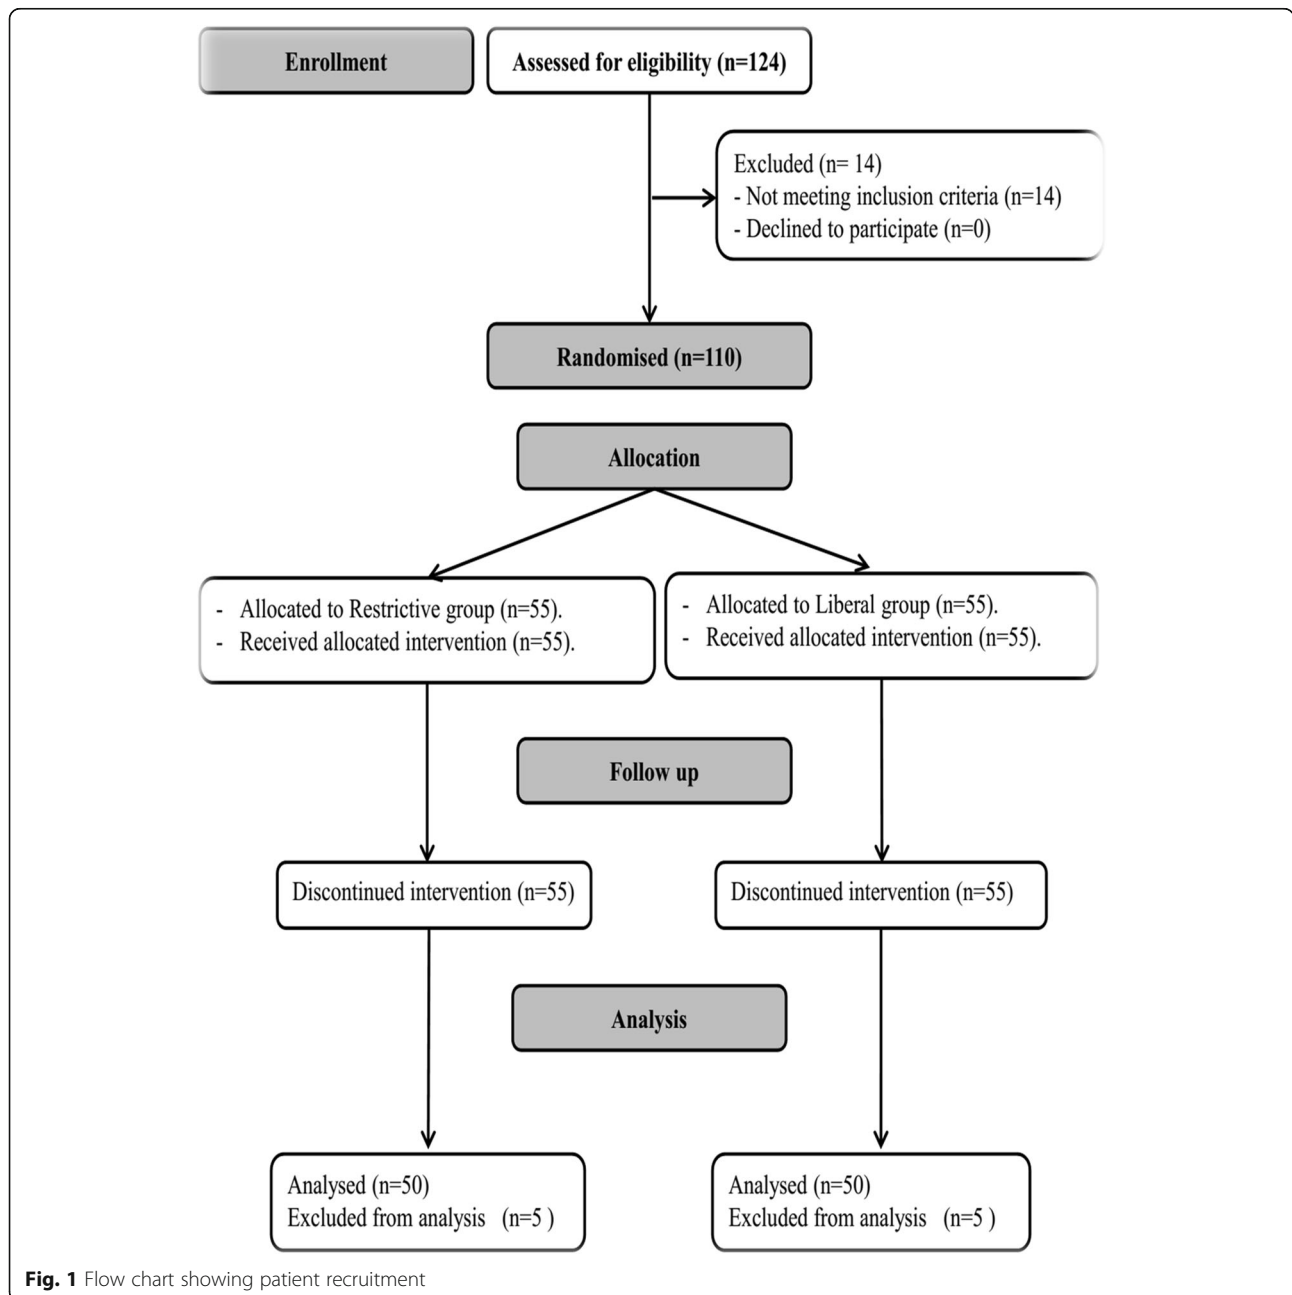 Enrollment
Assessed for eligibility (n=124)
Excluded (n= 14)
- Not meeting inclusion criteria (n=14)
- Declined to participate (n=0)
Randomised (n=110)
Allocation
- Allocated to Restrictive group (n=55).
- Received allocated intervention (n=55).
- Allocated to Liberal group (n=55).
- Received allocated intervention (n=55).
Follow up
Discontinued intervention (n=55)
Discontinued intervention (n=55)
Analysis
Analysed (n=50)
Excluded from analysis (n=5 )
Analysed (n=50)
Excluded from analysis (n=5 )
Fig. 1 Flow chart showing patient recruitment